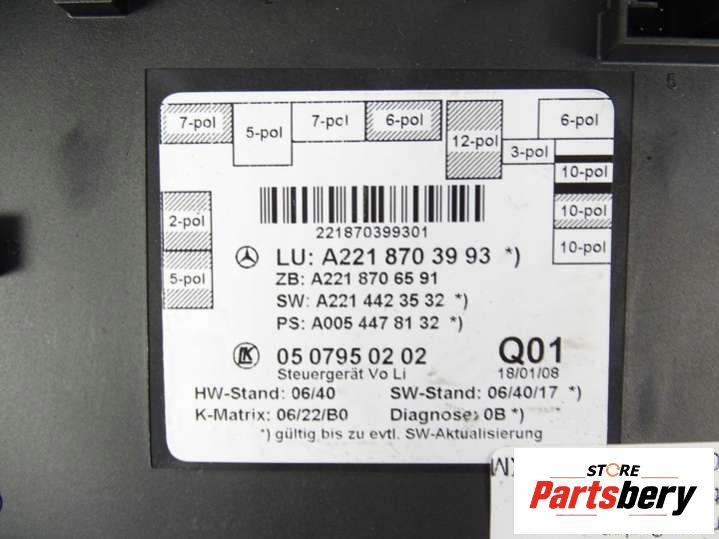 5
7-pol
5-pol
7-pol
6-pol
12-pol
3-pol
6-pol
10-pol
2-pol
10-pol
5-pol
10-pol
221870399301
LU: A221 870 39 93 *)
ZB: A221 870 65 91
SW: A221 442 35 32 *)
PS: A005 447 81 32 *)
LK
05 0795 02 02
Q01
Steuergerät Vo Li
18/01/08
HW-Stand: 06/40
SW-Stand: 06/40/17 *)
K-Matrix: 06/22/B0
Diagnose: 0B *)
*) gültig bis zu evtl. SW-Aktualisierung
STORE
Partsbery